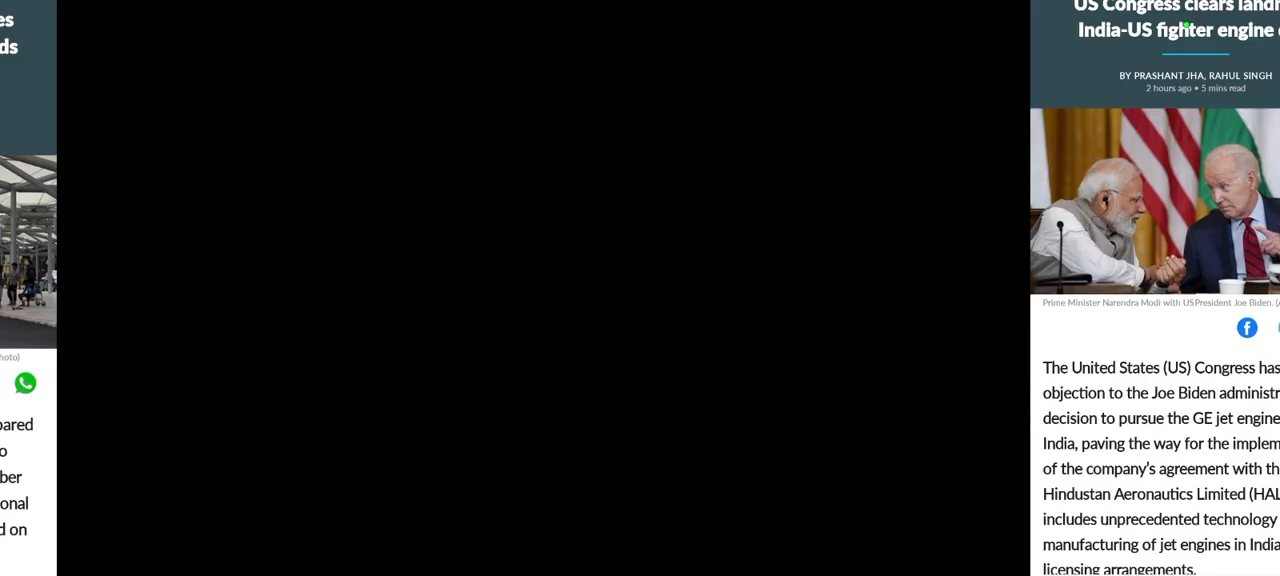 es
ds
hoto)
pared
o
ber
onal
d on
US Congress clears
India-US fighter engine
BY PRASHANT JHA, RAHUL SINGH
2 hours ago • 5 mins read
Prime Minister Narendra Modi with US President Joe Biden. (A
The United States (US) Congress has
objection to the Joe Biden administr
decision to pursue the GE jet engine
India, paving the way for the implem
of the company's agreement with th
Hindustan Aeronautics Limited (HAL
includes unprecedented technology
manufacturing of jet engines in India
licensing arrangements.